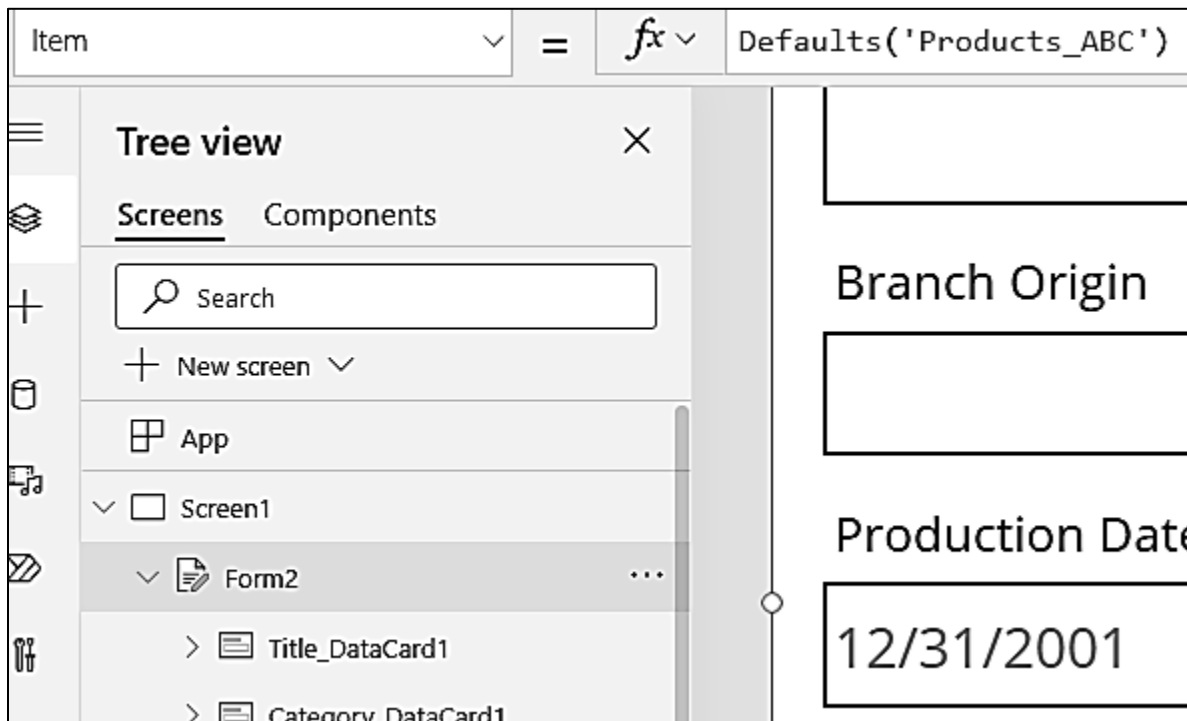 Item = fx Defaults('Products_ABC')
Tree view
Screens Components
Search
New screen
App
Screen1
Form2
Title_DataCard1
Category_DataCard1
Branch Origin
Production Date
12/31/2001